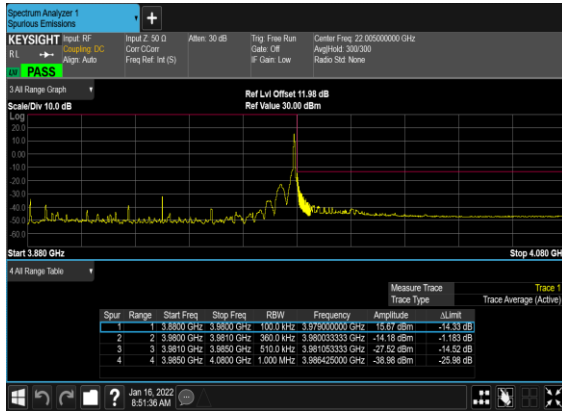 Spectrum Analyzer 1
Spurious Emissions
+
KEYSIGHT Input: RF Input Z: 50 Ω Atten: 30 dB Trig: Free Run Center Freq: 22.005000000 GHz
RL Coupling: DC Corr CCorr Gate: Off Avg|Hold: 300/300
Align: Auto Freq Ref: Int (S) IF Gain: Low Radio Std: None
LV PASS
3 All Range Graph
Ref Lvl Offset 11.98 dB
Scale/Div 10.0 dB Ref Value 30.00 dBm
Log
20.0
10.0
0.00
-10.0
-20.0
-30.0
-40.0
-50.0
-60.0
Start 3.880 GHz Stop 4.080 GH
4 All Range Table
Measure Trace Trace 1
Trace Type Trace Average (Active)
Spur Range Start Freq Stop Freq RBW Frequency Amplitude ΔLimit
1 1 3.8800 GHz 3.9800 GHz 100.0 kHz 3.979000000 GHz 15.67 dBm -14.33 dB
2 2 3.9800 GHz 3.9810 GHz 360.0 kHz 3.980033333 GHz -14.18 dBm -1.183 dB
3 3 3.9810 GHz 3.9850 GHz 510.0 kHz 3.981053333 GHz -27.52 dBm -14.52 dB
4 4 3.9850 GHz 4.0800 GHz 1.000 MHz 3.986425000 GHz -38.98 dBm -25.98 dB
? Jan 16, 2022
8:51:36 AM